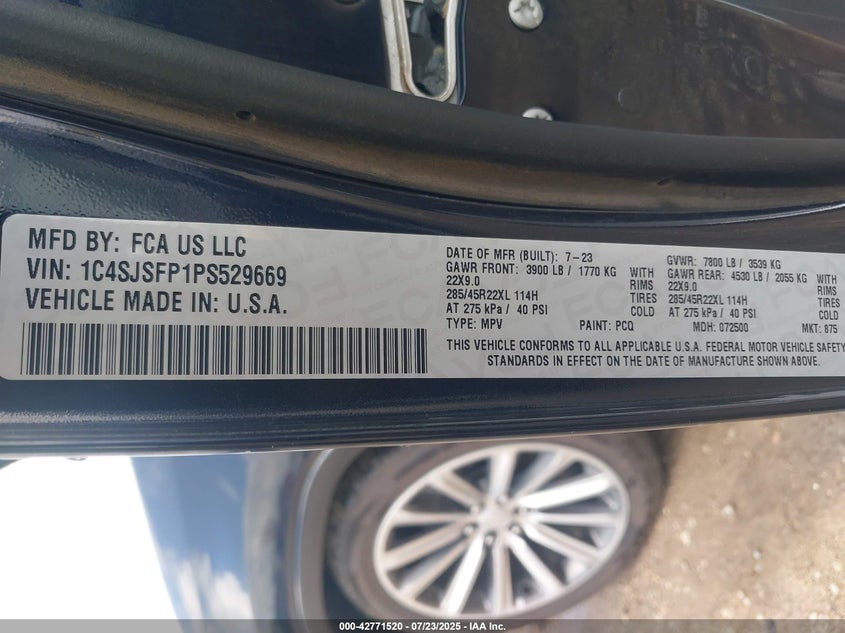 MFD BY: FCA US LLC
VIN: 1C4SJSFP1PS529669
VEHICLE MADE IN: U.S.A.
DATE OF MFR (BUILT): 7-23 GVWR: 7800 LB / 3539 KG
GAWR FRONT: 3900 LB / 1770 KG WITH GAWR REAR: 4530 LB / 2055 KG WITH
22X9.0 RIMS 22X9.0 RIMS
285/45R22XL 114H TIRES 285/45R22XL 114H TIRES
AT 275 kPa / 40 PSI COLD AT 275 kPa / 40 PSI COLD
TYPE: MPV PAINT: PCQ MDH: 072500 MKT: 875
THIS VEHICLE CONFORMS TO ALL APPLICABLE U.S.A. FEDERAL MOTOR VEHICLE SAFETY
STANDARDS IN EFFECT ON THE DATE OF MANUFACTURE SHOWN ABOVE.
000-42771520 - 07/23/2025 - IAA Inc.